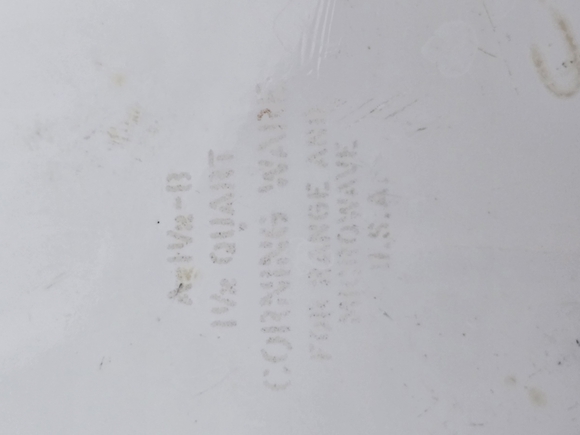 A-1½-B
1½ QUART
CORNING WARE
FOR RANGE AND
MICROWAVE
U.S.A.